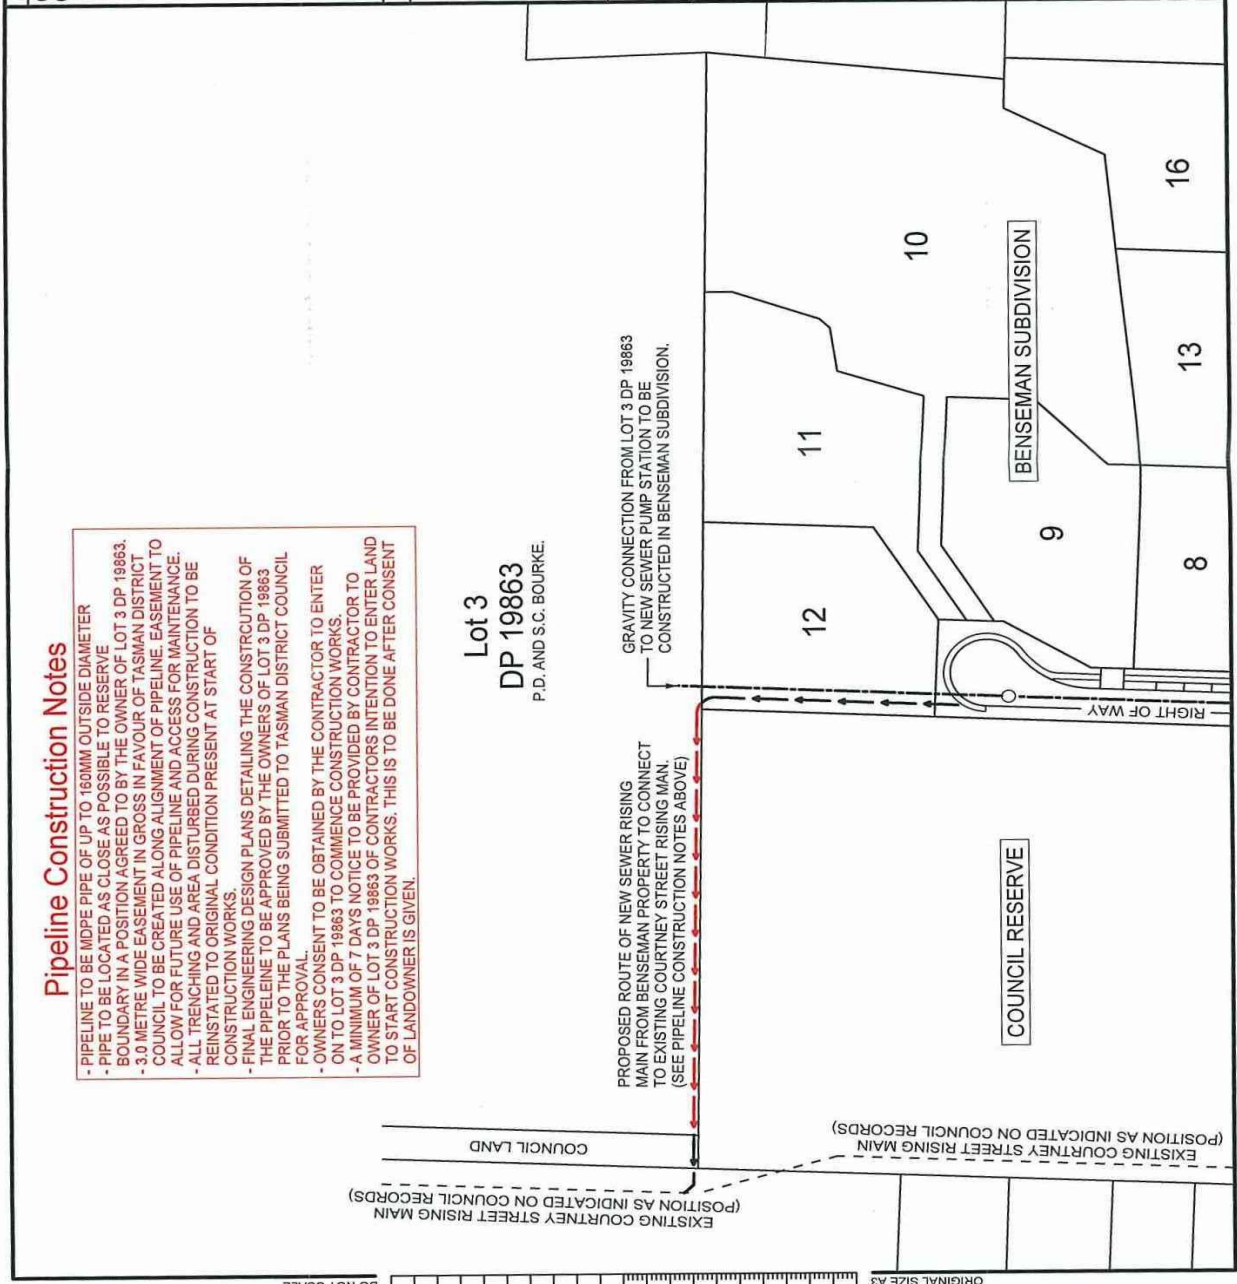 Pipeline Construction Notes
- PIPELINE TO BE MDPE PIPE OF UP TO 160MM OUTSIDE DIAMETER
- PIPE TO BE LOCATED AS CLOSE AS POSSIBLE TO RESERVE
BOUNDARY IN A POSITION AGREED TO BY THE OWNER OF LOT 3 DP 19863.
- 3.0 METRE WIDE EASEMENT IN GROSS IN FAVOUR OF TASMAN DISTRICT
COUNCIL TO BE CREATED ALONG ALIGNMENT OF PIPELINE. EASEMENT TO
ALLOW FOR FUTURE USE OF PIPELINE AND ACCESS FOR MAINTENANCE.
- ALL TRENCHING AND AREA DISTURBED DURING CONSTRUCTION TO BE
REINSTATED TO ORIGINAL CONDITION PRESENT AT START OF
CONSTRUCTION WORKS.
- FINAL ENGINEERING DESIGN PLANS DETAILING THE CONSTRCUTION OF
THE PIPELEINE TO BE APPROVED BY THE OWNERS OF LOT 3 DP 19863
PRIOR TO THE PLANS BEING SUBMITTED TO TASMAN DISTRICT COUNCIL
FOR APPROVAL.
- OWNERS CONSENT TO BE OBTAINED BY THE CONTRACTOR TO ENTER
ON TO LOT 3 DP 19863 TO COMMENCE CONSTRUCTION WORKS.
- A MINIMUM OF 7 DAYS NOTICE TO BE PROVIDED BY CONTRACTOR TO
OWNER OF LOT 3 DP 19863 OF CONTRACTORS INTENTION TO ENTER LAND
TO START CONSTRUCTION WORKS. THIS IS TO BE DONE AFTER CONSENT
OF LANDOWNER IS GIVEN.
Lot 3
DP 19863
P.D. AND S.C. BOURKE.
GRAVITY CONNECTION FROM LOT 3 DP 19863
TO NEW SEWER PUMP STATION TO BE
CONSTRUCTED IN BENSEMAN SUBDIVISION.
PROPOSED ROUTE OF NEW SEWER RISING
MAIN FROM BENSEMAN PROPERTY TO CONNECT
TO EXISTING COURTNEY STREET RISING MAN.
(SEE PIPELINE CONSTRUCTION NOTES ABOVE)
COUNCIL LAND
EXISTING COURTNEY STREET RISING MAIN
(POSITION AS INDICATED ON COUNCIL RECORDS)
EXISTING COURTNEY STREET RISING MAIN
(POSITION AS INDICATED ON COUNCIL RECORDS)
COUNCIL RESERVE
RIGHT OF WAY
12
11
10
9
8
13
16
BENSEMAN SUBDIVISION
ORIGINAL SIZE A3